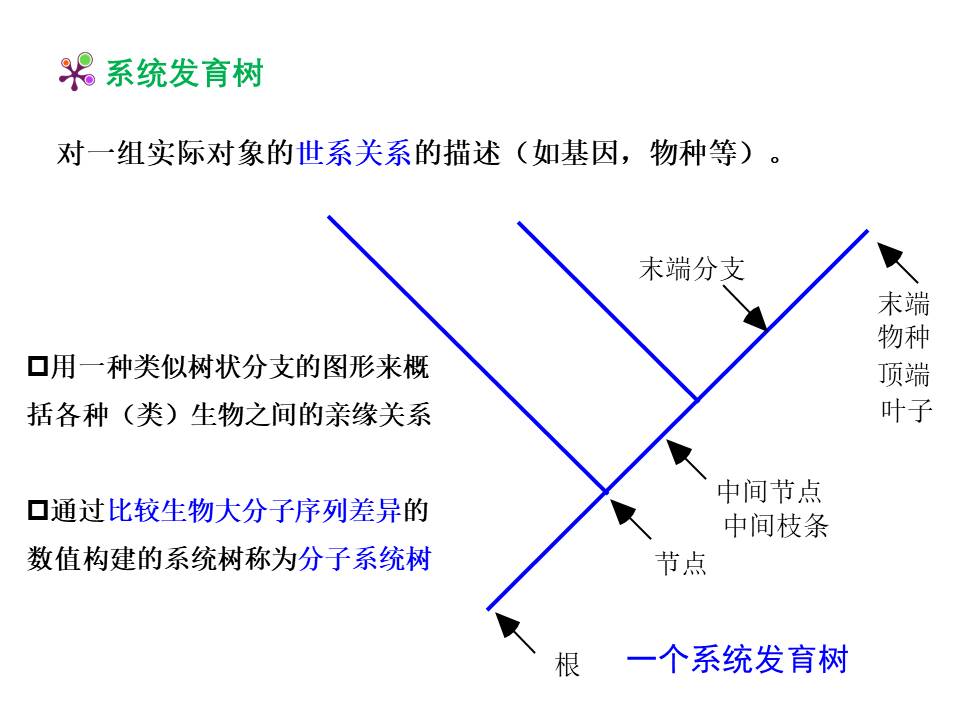 系统发育树
对一组实际对象的世系关系的描述（如基因，物种等）。
末端分支
末端
物种
顶端
叶子
用一种类似树状分支的图形来概
括各种（类）生物之间的亲缘关系
通过比较生物大分子序列差异的
数值构建的系统树称为分子系统树
中间节点
中间枝条
节点
根
一个系统发育树